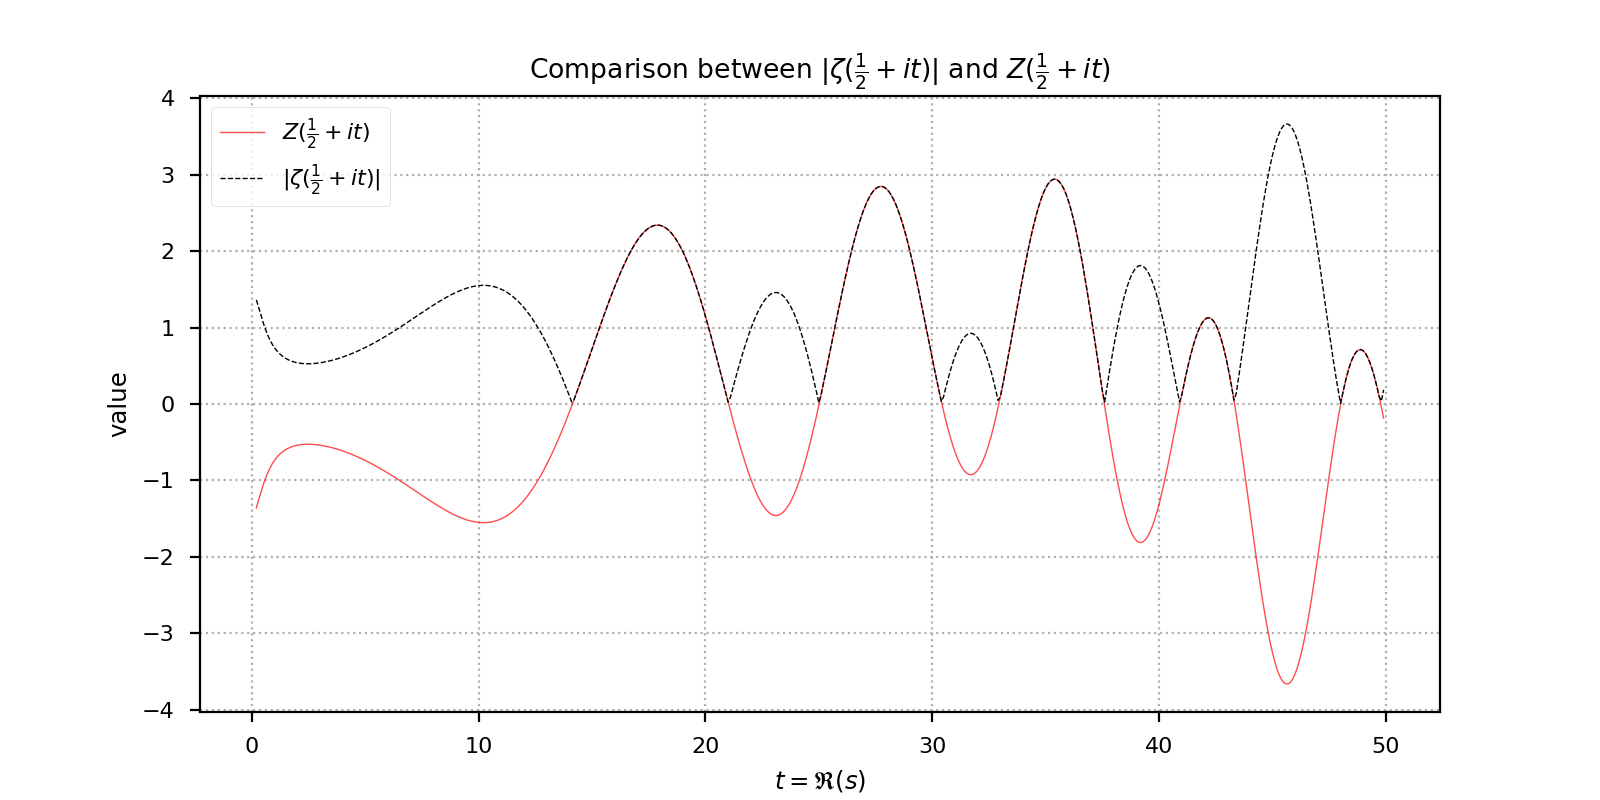 Comparison between |ζ(1/2 + it)| and Z(1/2 + it)
Z(1/2 + it)
|ζ(1/2 + it)|
4
3
2
1
0
−1
−2
−3
−4
value
0 10 20 30 40 50
t = ℜ(s)